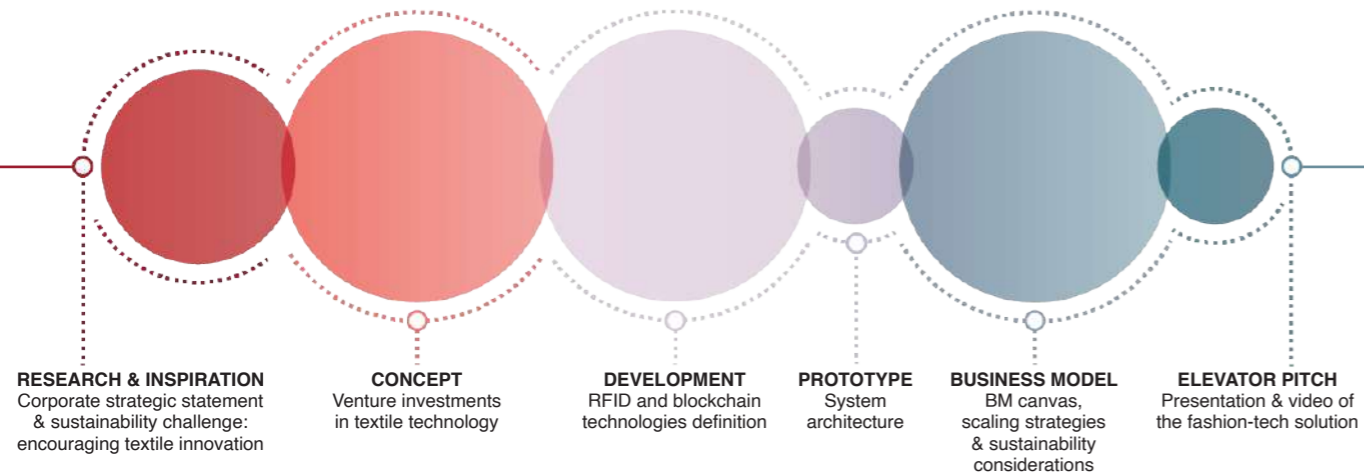 RESEARCH & INSPIRATION
Corporate strategic statement
& sustainability challenge:
encouraging textile innovation
CONCEPT
Venture investments
in textile technology
DEVELOPMENT
RFID and blockchain
technologies definition
PROTOTYPE
System
architecture
BUSINESS MODEL
BM canvas,
scaling strategies
& sustainability
considerations
ELEVATOR PITCH
Presentation & video of
the fashion-tech solution